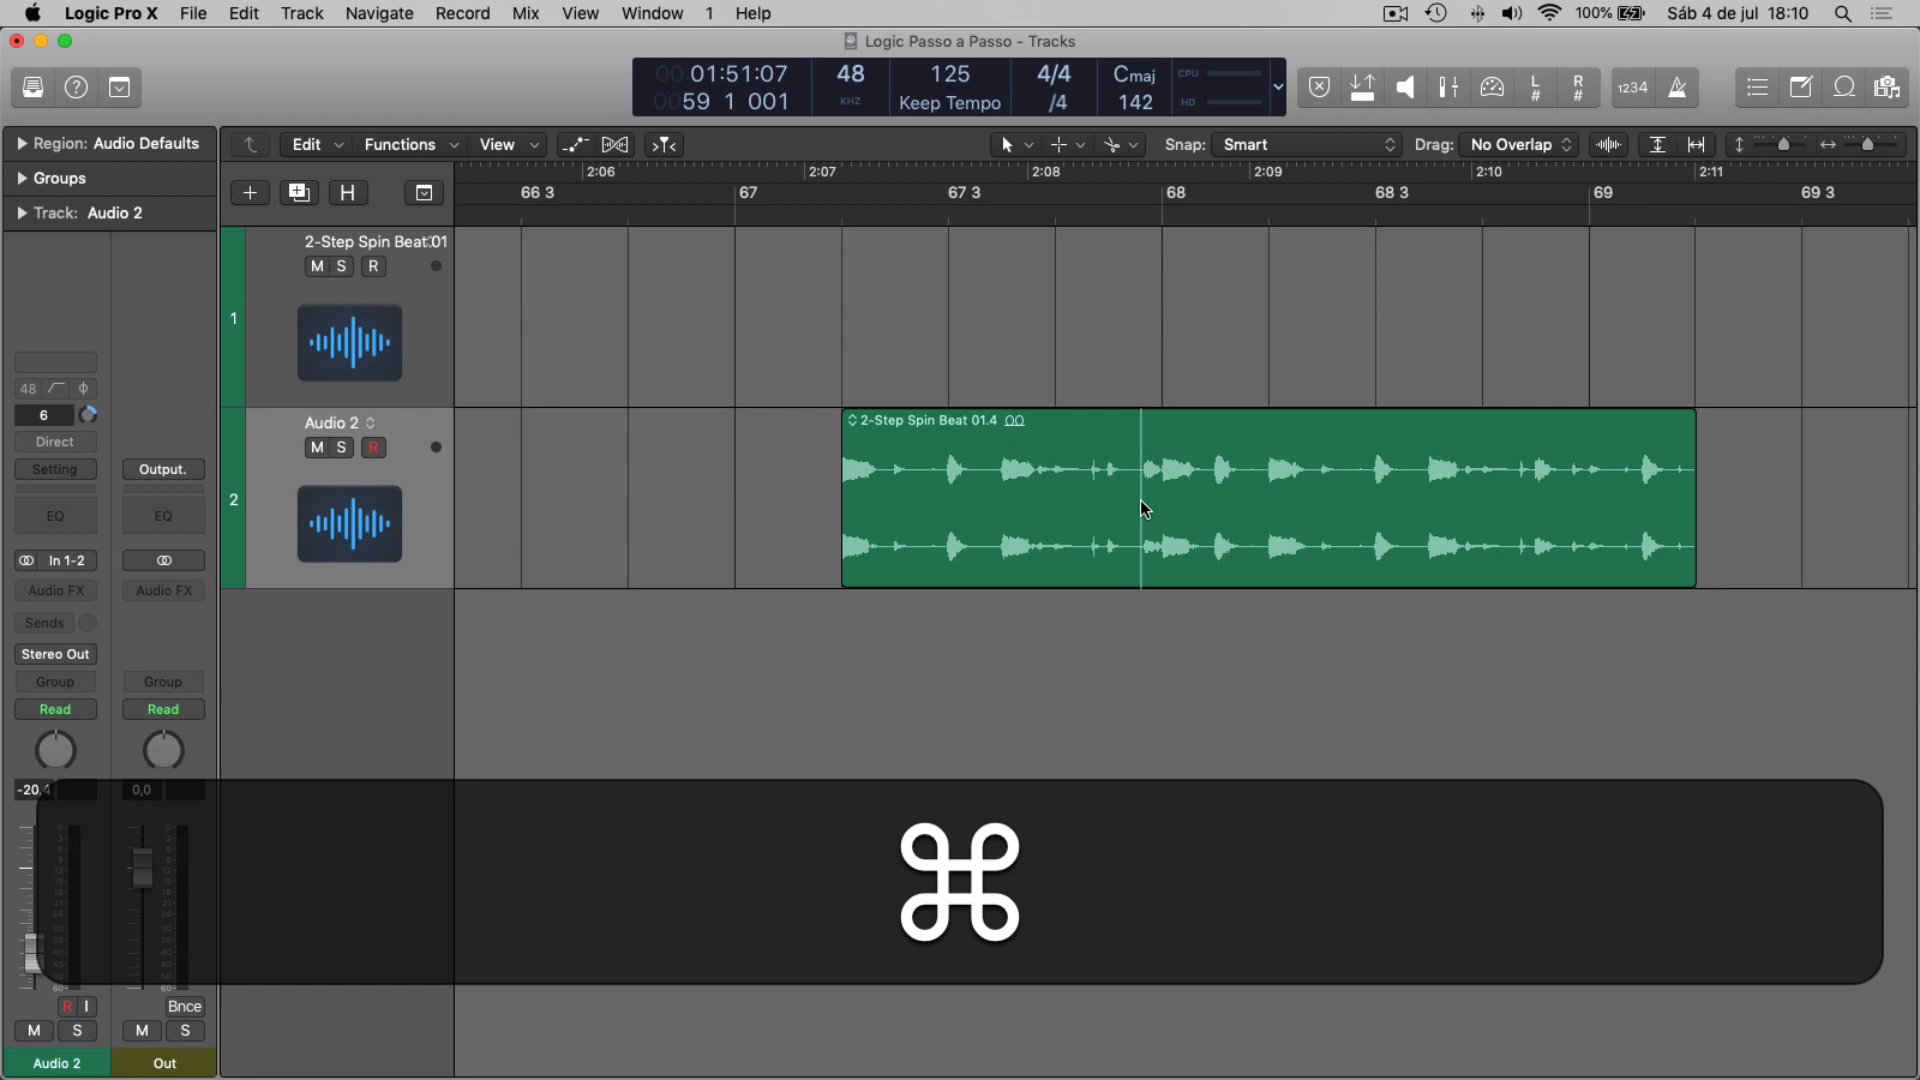 Logic Pro X File Edit Track Navigate Record Mix View Window 1 Help 100% Sáb 4 de jul 18:10
Logic Passo a Passo - Tracks
00 01:51:07 48 125 4/4 Cmaj CPU
0059 1 001 KHZ Keep Tempo /4 142 HD
L # R # 1234
Region: Audio Defaults
Edit Functions View Snap: Smart Drag: No Overlap
Groups
Track: Audio 2
H
2:06 2:07 2:08 2:09 2:10 2:11
66 3 67 67 3 68 68 3 69 69 3
2-Step Spin Beat 01
M S R
1
Audio 2
M S R
2
2-Step Spin Beat 01.4
48
6
Direct
Setting Output.
EQ EQ
In 1-2
Audio FX Audio FX
Sends
Stereo Out
Group Group
Read Read
-20,4 0,0
⌘
R I Bnce
M S M S
Audio 2 Out